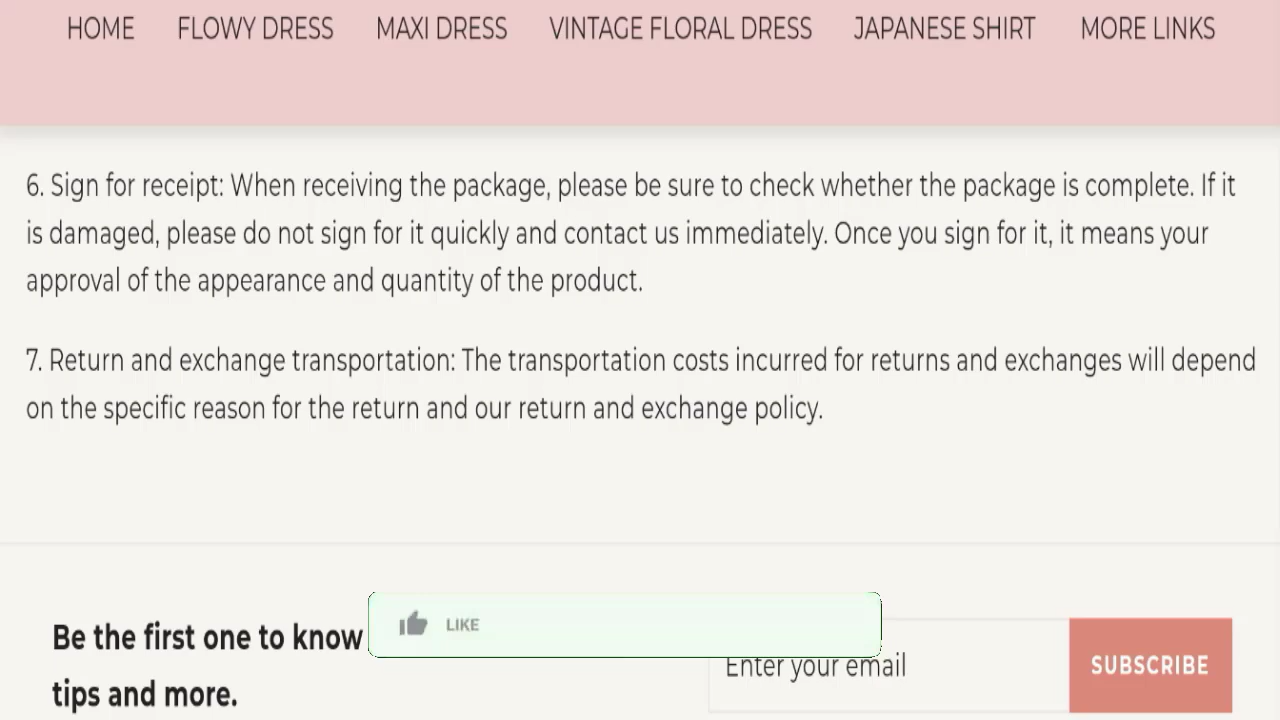 HOME FLOWY DRESS MAXI DRESS VINTAGE FLORAL DRESS JAPANESE SHIRT MORE LINKS
6. Sign for receipt: When receiving the package, please be sure to check whether the package is complete. If it
is damaged, please do not sign for it quickly and contact us immediately. Once you sign for it, it means your
approval of the appearance and quantity of the product.
7. Return and exchange transportation: The transportation costs incurred for returns and exchanges will depend
on the specific reason for the return and our return and exchange policy.
Be the first one to know
tips and more.
LIKE
Enter your email
SUBSCRIBE